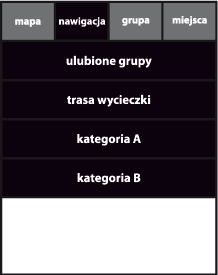 mapa nawigacja grupa miejsca
ulubione grupy
trasa wycieczki
kategoria A
kategoria B